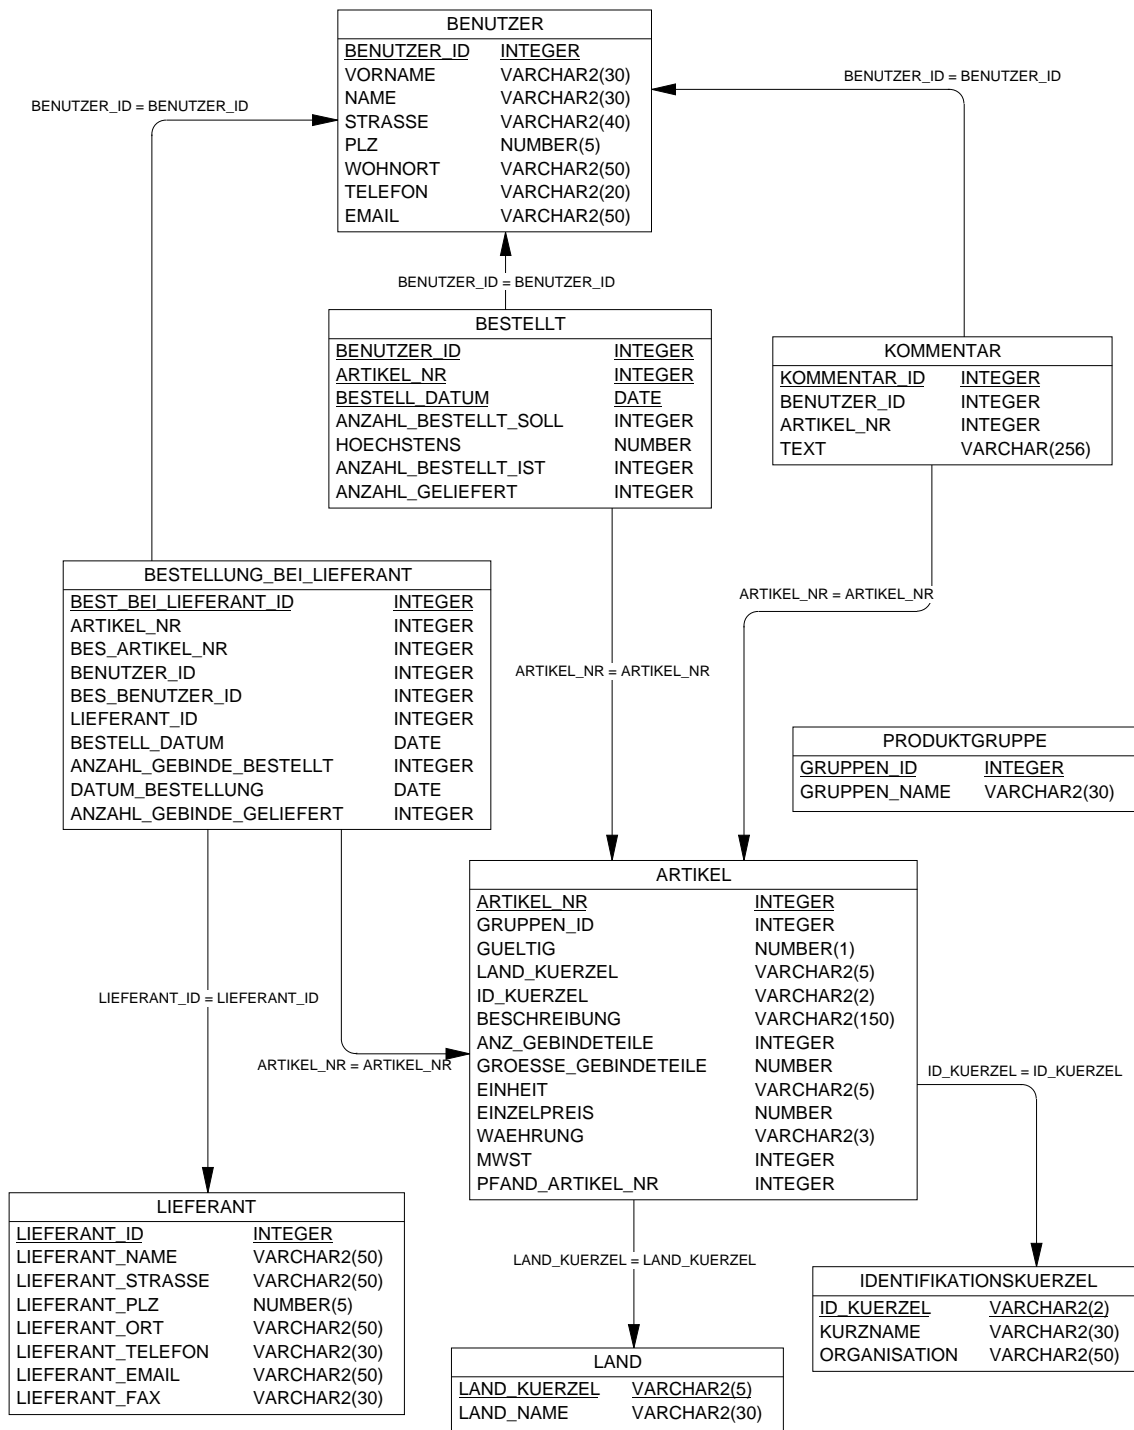 BENUTZER
BENUTZER_ID INTEGER
VORNAME VARCHAR2(30)
NAME VARCHAR2(30)
STRASSE VARCHAR2(40)
PLZ NUMBER(5)
WOHNORT VARCHAR2(50)
TELEFON VARCHAR2(20)
EMAIL VARCHAR2(50)
BENUTZER_ID = BENUTZER_ID
BENUTZER_ID = BENUTZER_ID
BENUTZER_ID = BENUTZER_ID
BESTELLT
BENUTZER_ID INTEGER
ARTIKEL_NR INTEGER
BESTELL_DATUM DATE
ANZAHL_BESTELLT_SOLL INTEGER
HOECHSTENS NUMBER
ANZAHL_BESTELLT_IST INTEGER
ANZAHL_GELIEFERT INTEGER
KOMMENTAR
KOMMENTAR_ID INTEGER
BENUTZER_ID INTEGER
ARTIKEL_NR INTEGER
TEXT VARCHAR(256)
BESTELLUNG_BEI_LIEFERANT
BEST_BEI_LIEFERANT_ID INTEGER
ARTIKEL_NR INTEGER
BES_ARTIKEL_NR INTEGER
BENUTZER_ID INTEGER
BES_BENUTZER_ID INTEGER
LIEFERANT_ID INTEGER
BESTELL_DATUM DATE
ANZAHL_GEBINDE_BESTELLT INTEGER
DATUM_BESTELLUNG DATE
ANZAHL_GEBINDE_GELIEFERT INTEGER
ARTIKEL_NR = ARTIKEL_NR
ARTIKEL_NR = ARTIKEL_NR
PRODUKTGRUPPE
GRUPPEN_ID INTEGER
GRUPPEN_NAME VARCHAR2(30)
ARTIKEL
ARTIKEL_NR INTEGER
GRUPPEN_ID INTEGER
GUELTIG NUMBER(1)
LAND_KUERZEL VARCHAR2(5)
ID_KUERZEL VARCHAR2(2)
BESCHREIBUNG VARCHAR2(150)
ANZ_GEBINDETEILE INTEGER
GROESSE_GEBINDETEILE NUMBER
EINHEIT VARCHAR2(5)
EINZELPREIS NUMBER
WAEHRUNG VARCHAR2(3)
MWST INTEGER
PFAND_ARTIKEL_NR INTEGER
LIEFERANT_ID = LIEFERANT_ID
ARTIKEL_NR = ARTIKEL_NR
ID_KUERZEL = ID_KUERZEL
LIEFERANT
LIEFERANT_ID INTEGER
LIEFERANT_NAME VARCHAR2(50)
LIEFERANT_STRASSE VARCHAR2(50)
LIEFERANT_PLZ NUMBER(5)
LIEFERANT_ORT VARCHAR2(50)
LIEFERANT_TELEFON VARCHAR2(30)
LIEFERANT_EMAIL VARCHAR2(50)
LIEFERANT_FAX VARCHAR2(30)
LAND_KUERZEL = LAND_KUERZEL
IDENTIFIKATIONSKUERZEL
ID_KUERZEL VARCHAR2(2)
KURZNAME VARCHAR2(30)
ORGANISATION VARCHAR2(50)
LAND
LAND_KUERZEL VARCHAR2(5)
LAND_NAME VARCHAR2(30)